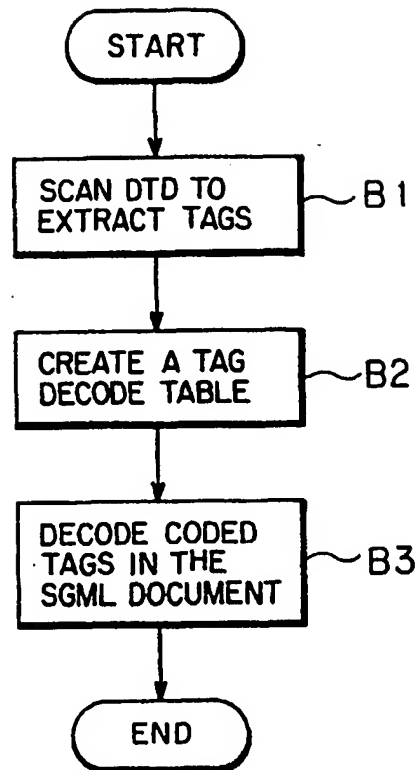 START
SCAN DTD TO
EXTRACT TAGS
B1
CREATE A TAG
DECODE TABLE
B2
DECODE CODED
TAGS IN THE
SGML DOCUMENT
B3
END